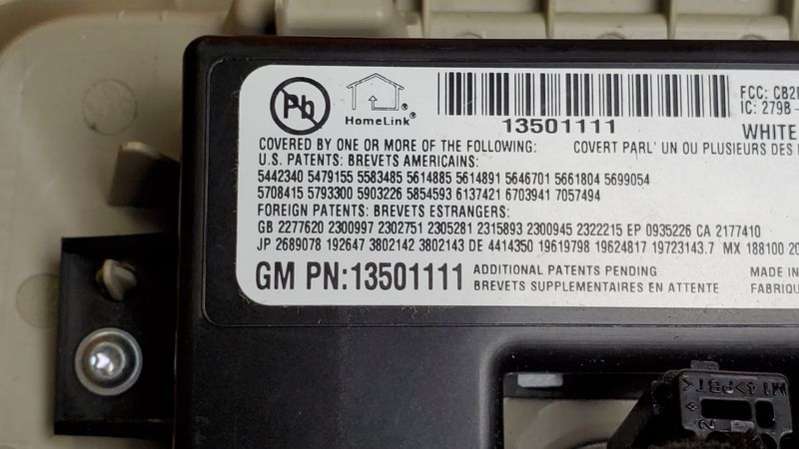 Pb
HomeLink®
13501111
FCC: CB2
IC: 279B -
WHITE
COVERED BY ONE OR MORE OF THE FOLLOWING:
COVERT PARL' UN OU PLUSIEURS DES
U.S. PATENTS: BREVETS AMERICAINS:
5442340 5479155 5583485 5614885 5614891 5646701 5661804 5699054
5708415 5793300 5903226 5854593 6137421 6703941 7057494
FOREIGN PATENTS: BREVETS ESTRANGERS:
GB 2277620 2300997 2302751 2305281 2315893 2300945 2322215 EP 0935226 CA 2177410
JP 2689078 192647 3802142 3802143 DE 4414350 19619798 19624817 19723143.7 MX 188100 20
GM PN:13501111
ADDITIONAL PATENTS PENDING
BREVETS SUPPLEMENTAIRES EN ATTENTE
MADE IN
FABRIQU
>PBT<